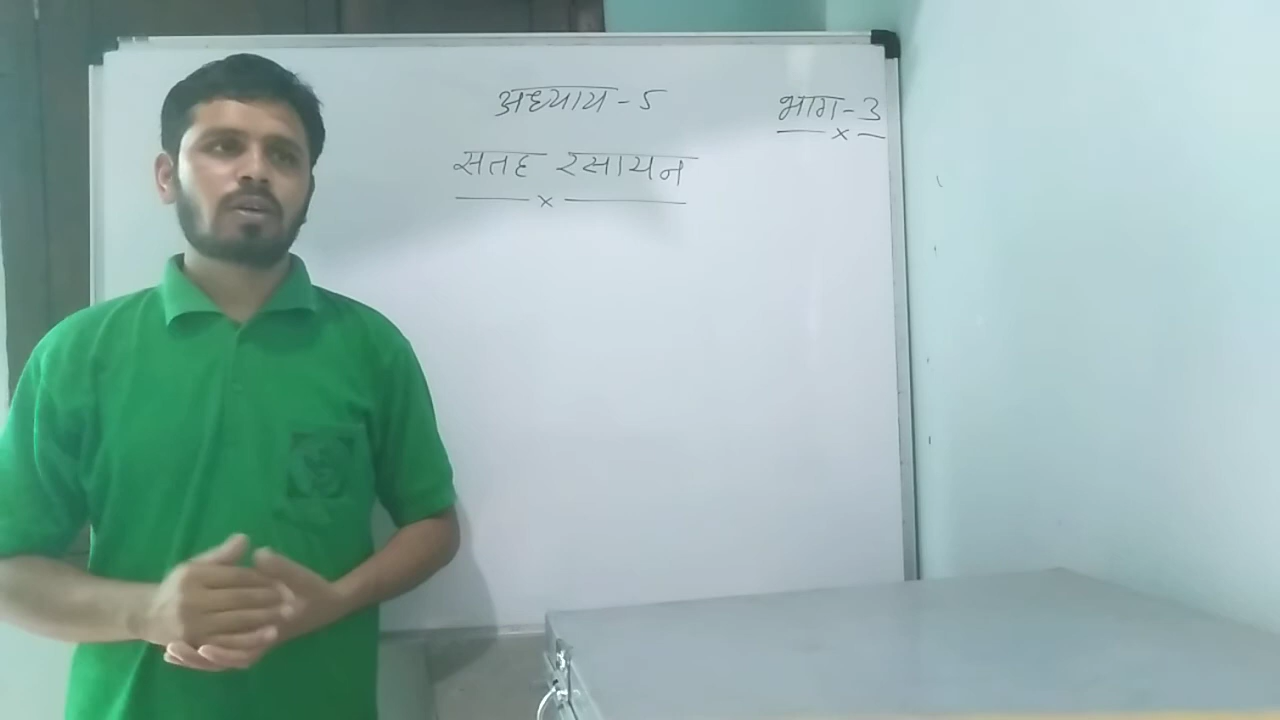 अध्याय - 5
भाग - 3
सतह रसायन